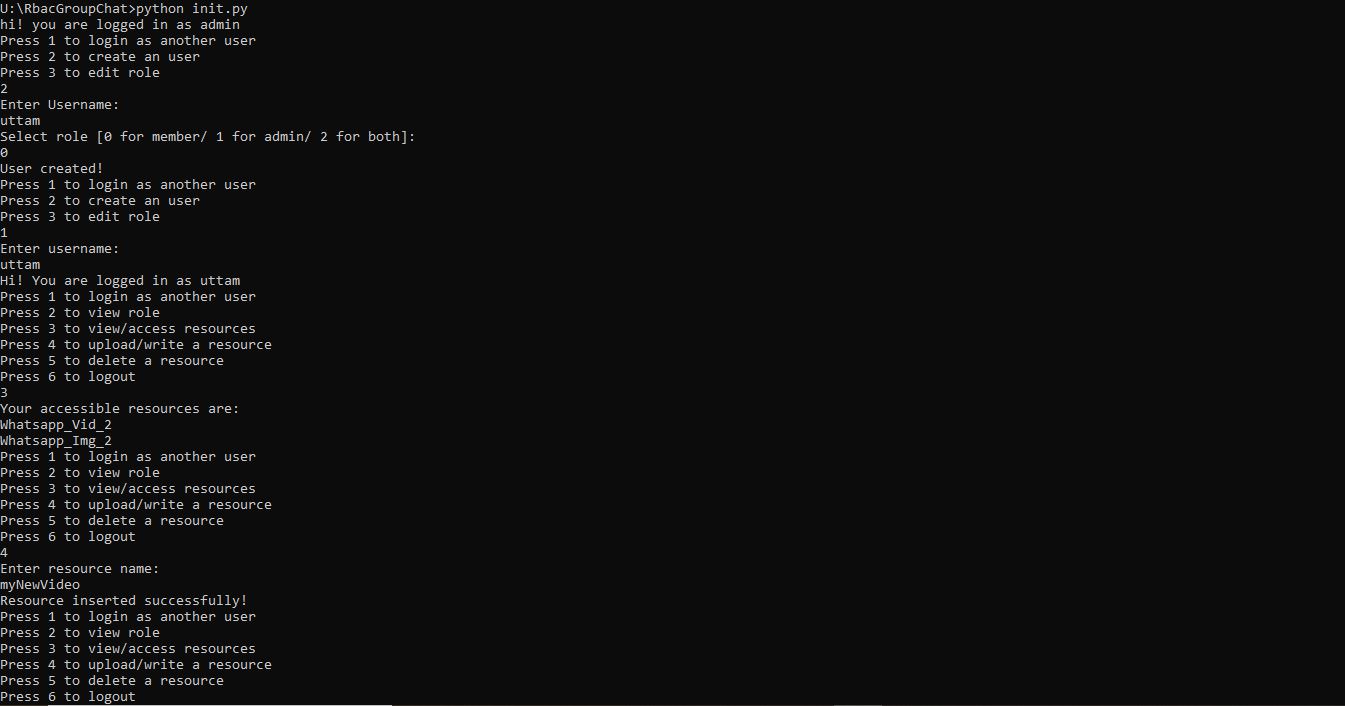 U:\RbacGroupChat>python init.py
hi! you are logged in as admin
Press 1 to login as another user
Press 2 to create an user
Press 3 to edit role
2
Enter Username:
uttam
Select role [0 for member/ 1 for admin/ 2 for both]:
0
User created!
Press 1 to login as another user
Press 2 to create an user
Press 3 to edit role
1
Enter username:
uttam
Hi! You are logged in as uttam
Press 1 to login as another user
Press 2 to view role
Press 3 to view/access resources
Press 4 to upload/write a resource
Press 5 to delete a resource
Press 6 to logout
3
Your accessible resources are:
Whatsapp_Vid_2
Whatsapp_Img_2
Press 1 to login as another user
Press 2 to view role
Press 3 to view/access resources
Press 4 to upload/write a resource
Press 5 to delete a resource
Press 6 to logout
4
Enter resource name:
myNewVideo
Resource inserted successfully!
Press 1 to login as another user
Press 2 to view role
Press 3 to view/access resources
Press 4 to upload/write a resource
Press 5 to delete a resource
Press 6 to logout